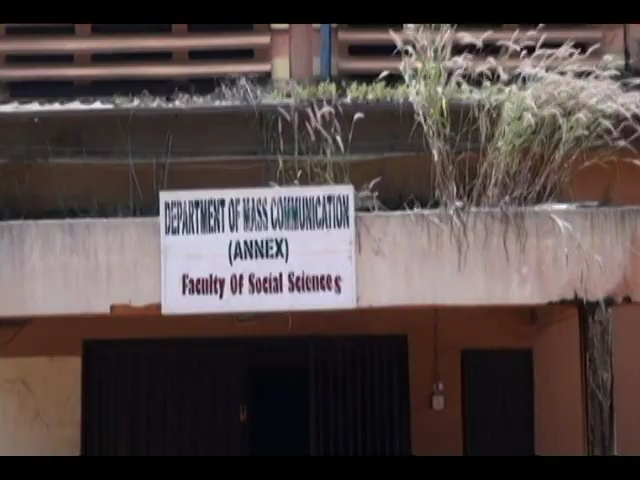 DEPARTMENT OF MASS COMMUNICATION
(ANNEX)
Faculty Of Social Sciences